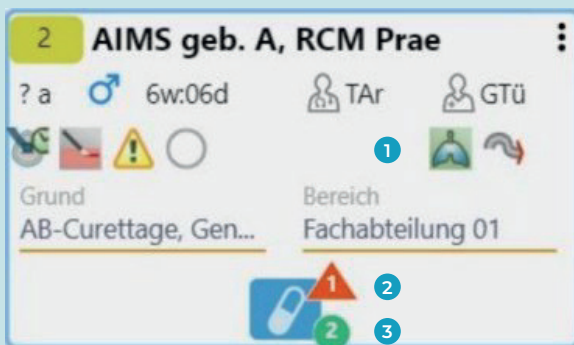 2 AIMS geb. A, RCM Prae
? a 6w:06d TAr GTü
1
Grund Bereich
AB-Curettage, Gen... Fachabteilung 01
1 2
2 3